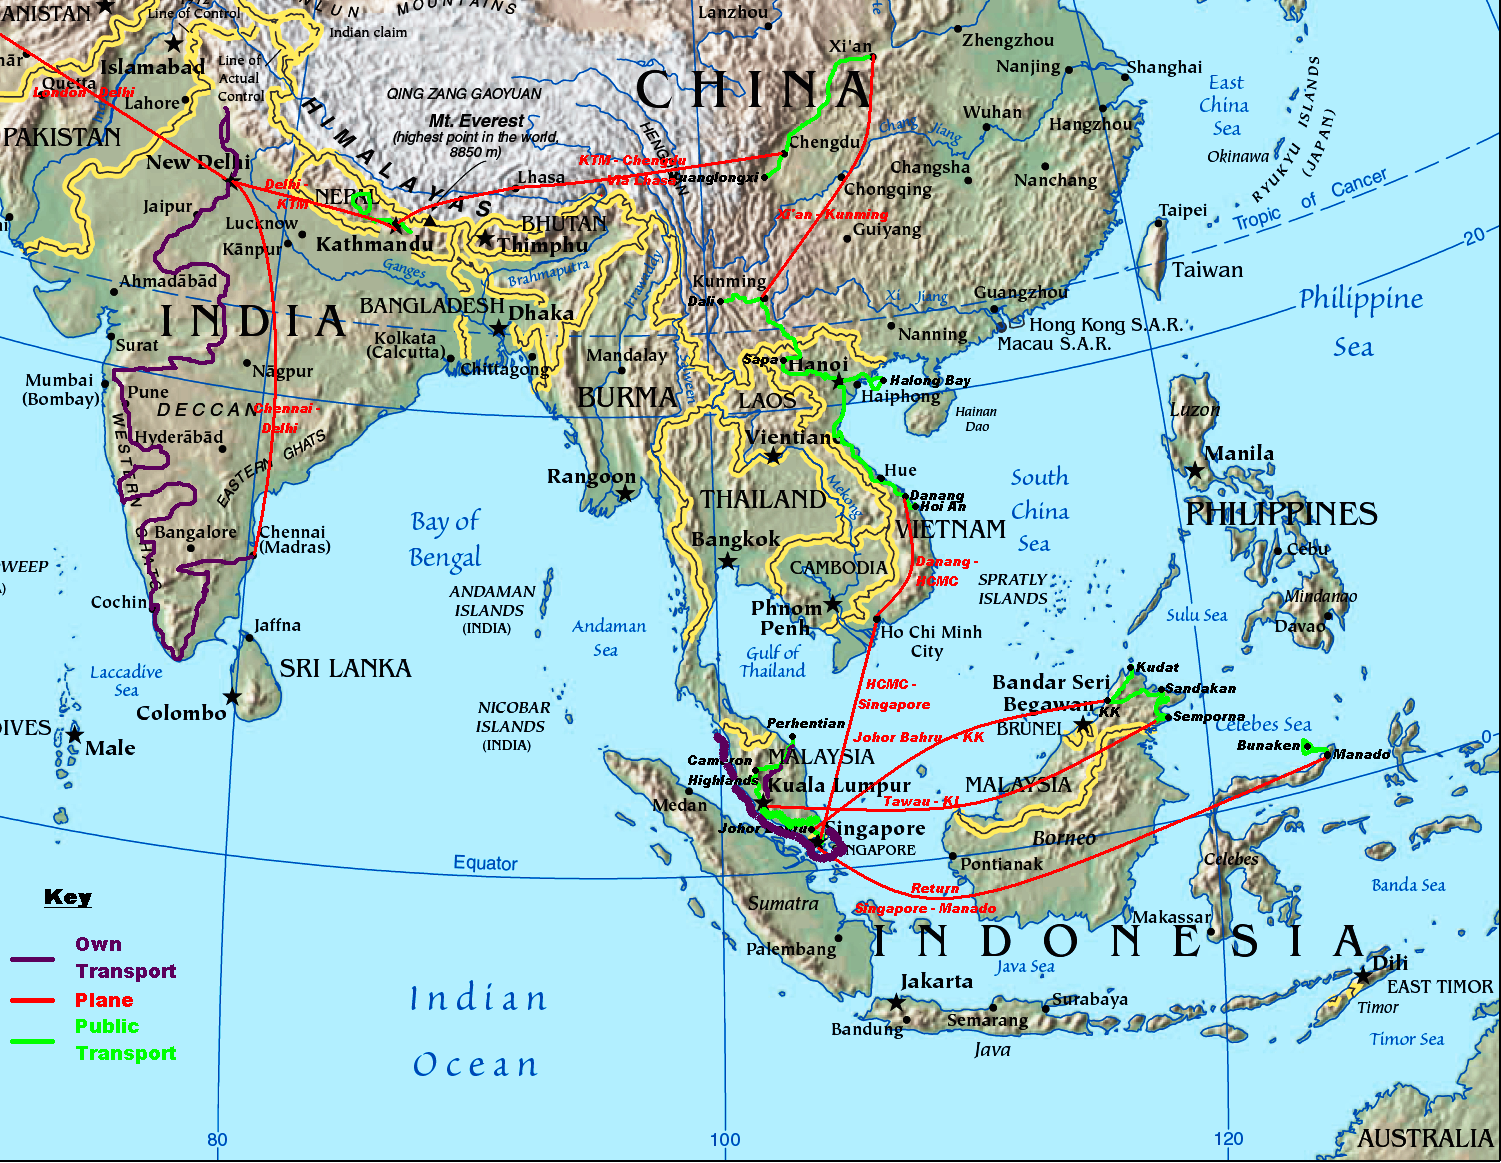 ANISTAN
Line of Control
MOUNTAINS
Lanzhou
Indian claim
Xi'an
Zhengzhou
Islamabad
Line of
Actual
Control
Nanjing
Shanghai
Quetta
London - Delhi
Lahore
QING ZANG GAOYUAN
CHINA
East
China
Sea
PAKISTAN
HIMALAYAS
Mt. Everest
(highest point in the world,
8850 m)
Wuhan
Hangzhou
Chang Jiang
RYUKYU ISLANDS
(JAPAN)
New Delhi
KTM - Chengdu
Via Lhasa
Chengdu
Okinawa
Changsha
Nanchang
Huanglongxi
Lhasa
Chongqing
Tropic of Cancer
Delhi -
KTM
NEPAL
Jaipur
Lucknow
Kānpur
Kathmandu
BHUTAN
Thimphu
Xi'an - Kunming
Guiyang
Taipei
20
Taiwan
Ganges
Brahmaputra
Irrawaddy
Ahmadābād
Kunming
Dali
Xi Jiang
Guangzhou
Philippine
Sea
INDIA
BANGLADESH
Dhaka
Nanning
Hong Kong S.A.R.
Macau S.A.R.
Surat
Kolkata
(Calcutta)
Chittagong
Mandalay
Sapa
Hanoi
Mumbai
(Bombay)
Nāgpur
Halong Bay
Haiphong
Pune
DECCAN
Chennai -
Delhi
BURMA
LAOS
Hainan
Dao
Luzon
WESTERN GHATS
EASTERN GHATS
Hyderābād
Vientiane
Manila
Rangoon
Hue
Mekong
Danang
Hoi An
South
China
Sea
THAILAND
VIETNAM
PHILIPPINES
Bay of
Bengal
Bangalore
Chennai
(Madras)
Bangkok
Cebu
WEEP
CAMBODIA
Danang -
HCMC
SPRATLY
ISLANDS
ANDAMAN
ISLANDS
(INDIA)
Cochin
Phnom
Penh
Mindanao
Davao
Sulu Sea
Jaffna
Andaman
Sea
Ho Chi Minh
City
Gulf of
Thailand
SRI LANKA
Laccadive
Sea
Kudat
Bandar Seri
Begawan
Sandakan
HCMC -
Singapore
Colombo
NICOBAR
ISLANDS
(INDIA)
KK
Semporna
BRUNEI
Perhentian
Celebes Sea
DIVES
Male
Johor Bahru - KK
Bunaken
Manado
0
Cameron
Highlands
MALAYSIA
Kuala Lumpur
MALAYSIA
Medan
Tawau - KL
Singapore
SINGAPORE
Borneo
Equator
Pontianak
Celebes
Return
Singapore - Manado
Banda Sea
Sumatra
Makassar
Key
INDONESIA
Palembang
Own
Transport
Plane
Public
Transport
Java Sea
Dili
EAST TIMOR
Indian
Ocean
Jakarta
Surabaya
Semarang
Bandung
Timor
Timor Sea
Java
80
100
120
AUSTRALIA